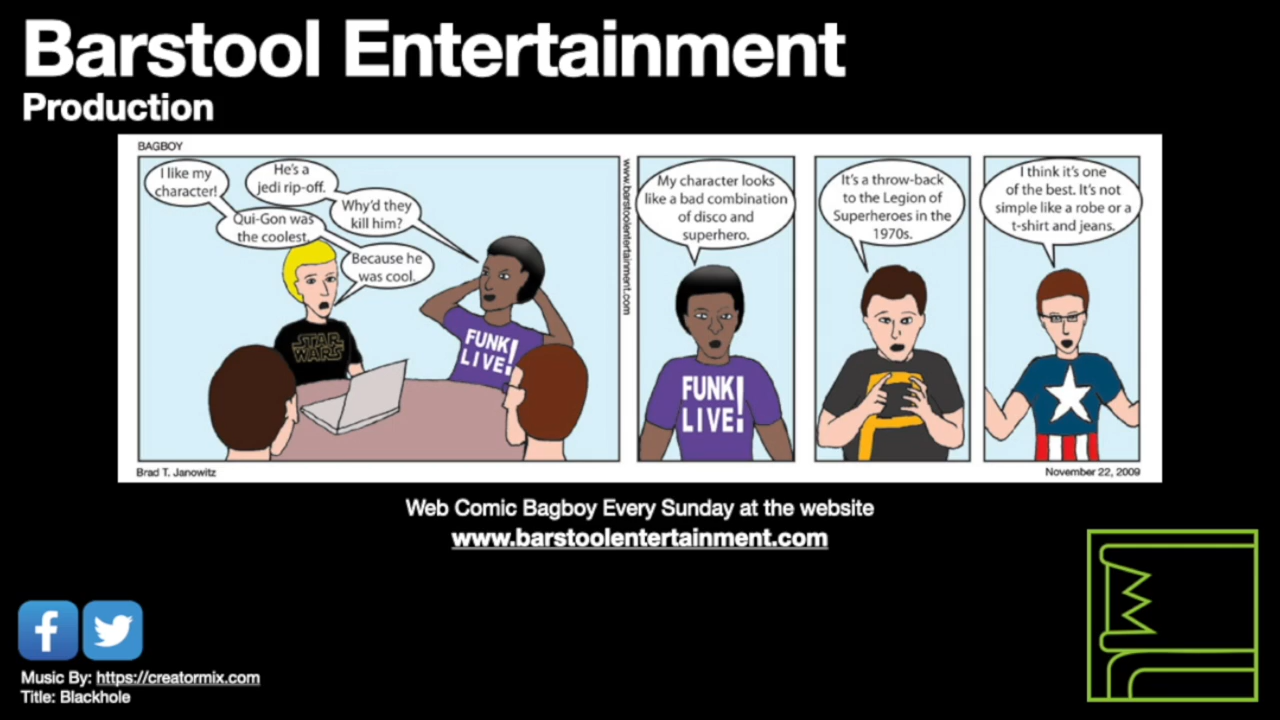 Barstool Entertainment
Production
BAGBOY
I like my
character!
He's a
jedi rip-off.
Qui-Gon was
the coolest.
Why'd they
kill him?
Because he
was cool.
STAR
WARS
FUNK
LIVE!
www.barstoolentertainment.com
My character looks
like a bad combination
of disco and
superhero.
FUNK
LIVE!
It's a throw-back
to the Legion of
Superheroes in the
1970s.
I think it's one
of the best. It's not
simple like a robe or a
t-shirt and jeans.
Brad T. Janowitz
November 22, 2009
Web Comic Bagboy Every Sunday at the website
www.barstoolentertainment.com
Music By: https://creatormix.com
Title: Blackhole